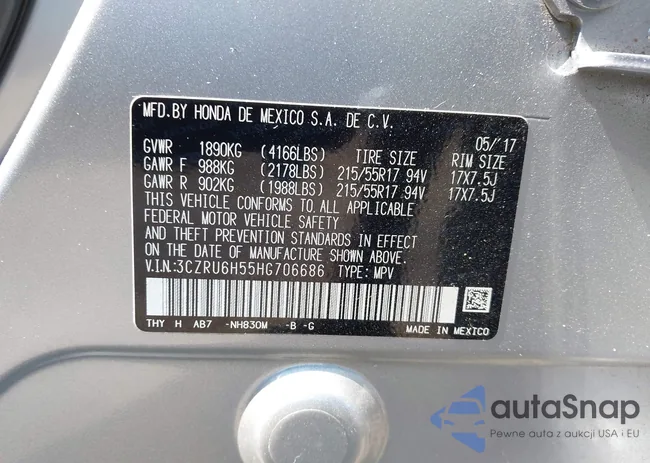 MFD.BY HONDA DE MEXICO S.A. DE C.V.
05/'17
GVWR 1890KG (4166LBS) TIRE SIZE RIM SIZE
GAWR F 988KG (2178LBS) 215/55R17 94V 17X7.5J
GAWR R 902KG (1988LBS) 215/55R17 94V 17X7.5J
THIS VEHICLE CONFORMS TO ALL APPLICABLE
FEDERAL MOTOR VEHICLE SAFETY
AND THEFT PREVENTION STANDARDS IN EFFECT
ON THE DATE OF MANUFACTURE SHOWN ABOVE.
V.I.N.:3CZRU6H55HG706686 TYPE: MPV
THY H AB7 -NH830M -B -G
MADE IN MEXICO
autaSnap
Pewne auta z aukcji USA i EU